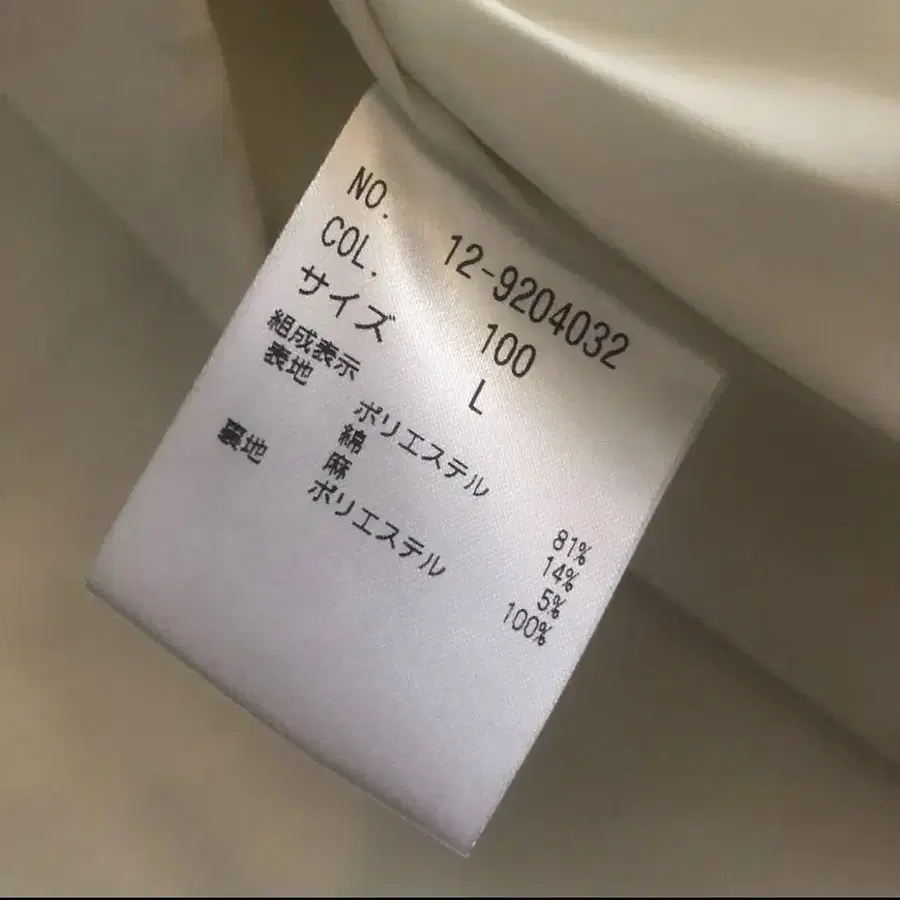 NO. 12-9204032
COL. 100
サイズ L
組成表示
表地 ポリエステル 81%
綿 14%
麻 5%
裏地 ポリエステル 100%